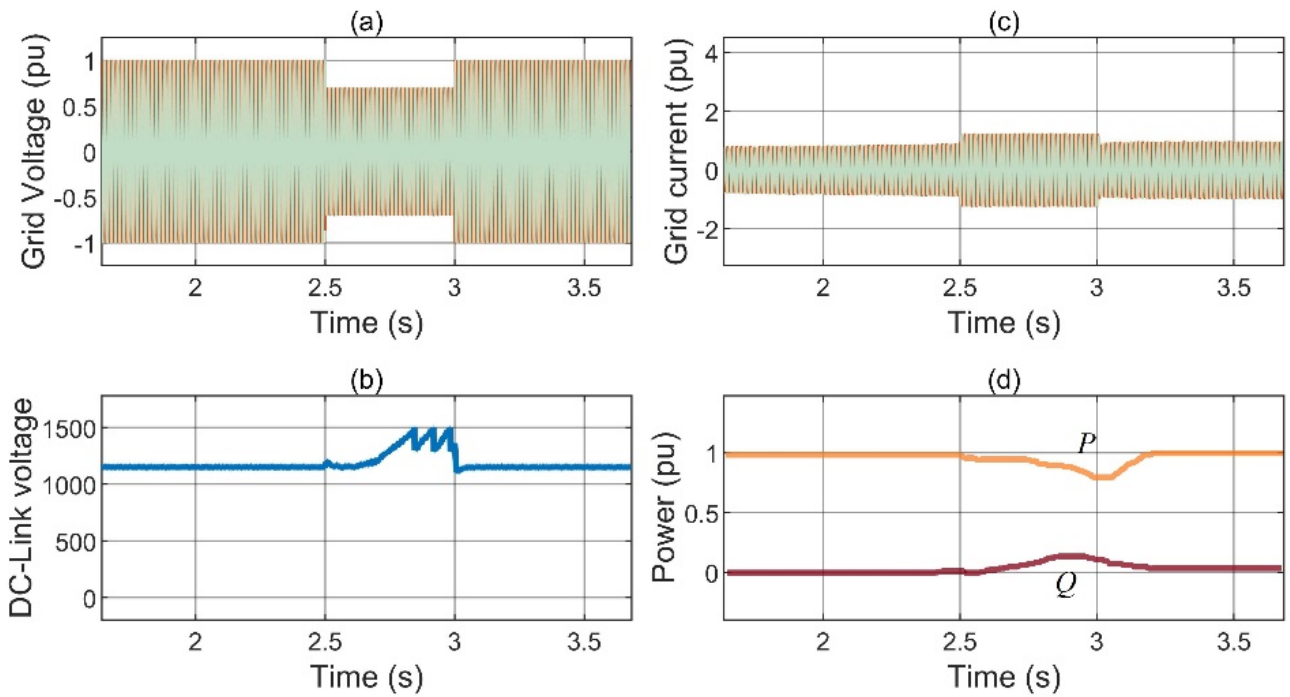 (a)
Grid Voltage (pu)
1
0.5
0
-0.5
-1
2
2.5
3
3.5
Time (s)
(c)
Grid current (pu)
4
2
0
-2
2
2.5
3
3.5
Time (s)
(b)
DC-Link voltage
1500
1000
500
0
2
2.5
3
3.5
Time (s)
(d)
Power (pu)
1
0.5
0
P
Q
2
2.5
3
3.5
Time (s)